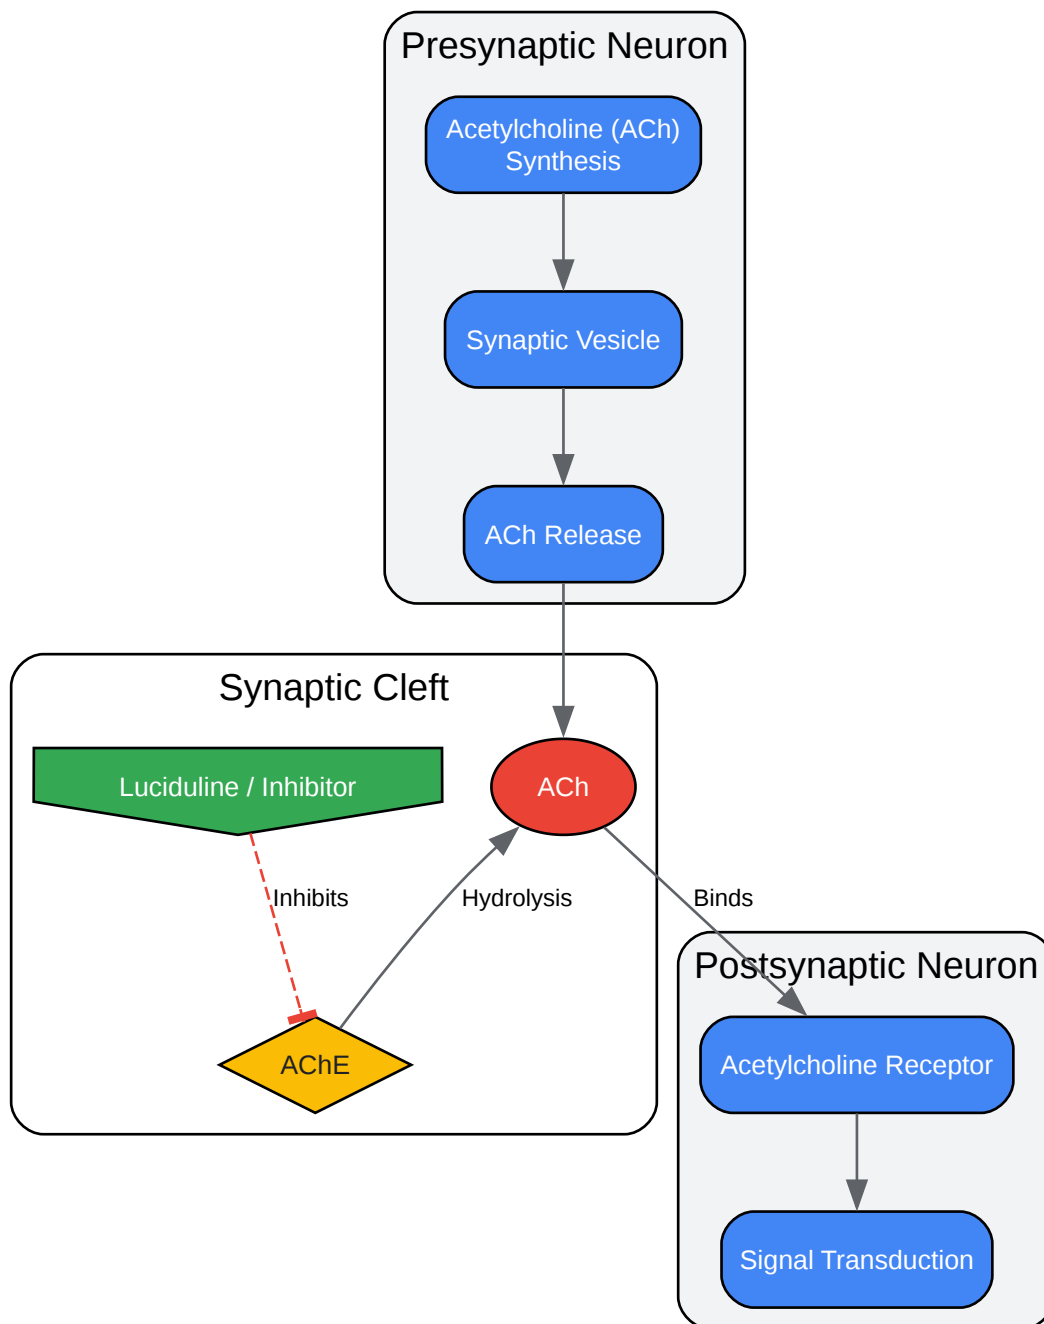 Presynaptic Neuron
Acetylcholine (ACh)
Synthesis
Synaptic Vesicle
ACh Release
Synaptic Cleft
Luciduline / Inhibitor
ACh
Inhibits
Hydrolysis
Binds
AChE
Postsynaptic Neuron
Acetylcholine Receptor
Signal Transduction